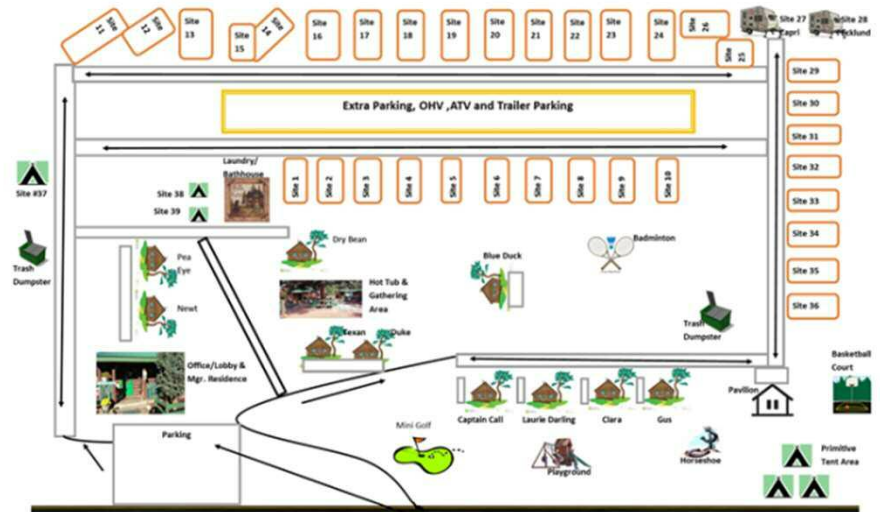 Site 11
Site 12
Site 13
Site 15
Site 14
Site 16
Site 17
Site 18
Site 19
Site 20
Site 21
Site 22
Site 23
Site 24
Site 26
Site 25
Site 27
Capri
Site 28
Site 29
Site 30
Site 31
Site 32
Site 33
Site 34
Site 35
Site 36
Extra Parking, OHV ,ATV and Trailer Parking
Laundry/
Bathhouse
Site 1
Site 2
Site 3
Site 4
Site 5
Site 6
Site 7
Site 8
Site 9
Site 10
Site #37
Site 38
Site 39
Trash
Dumpster
Pea
Eye
Newt
Dry Bean
Hot Tub &
Gathering
Area
Texan
Duke
Blue Duck
Badminton
Trash
Dumpster
Office/Lobby &
Mgr. Residence
Parking
Captain Call
Laurie Darling
Clara
Gus
Pavilion
Basketball
Court
Mini Golf
Playground
Horseshoe
Primitive
Tent Area